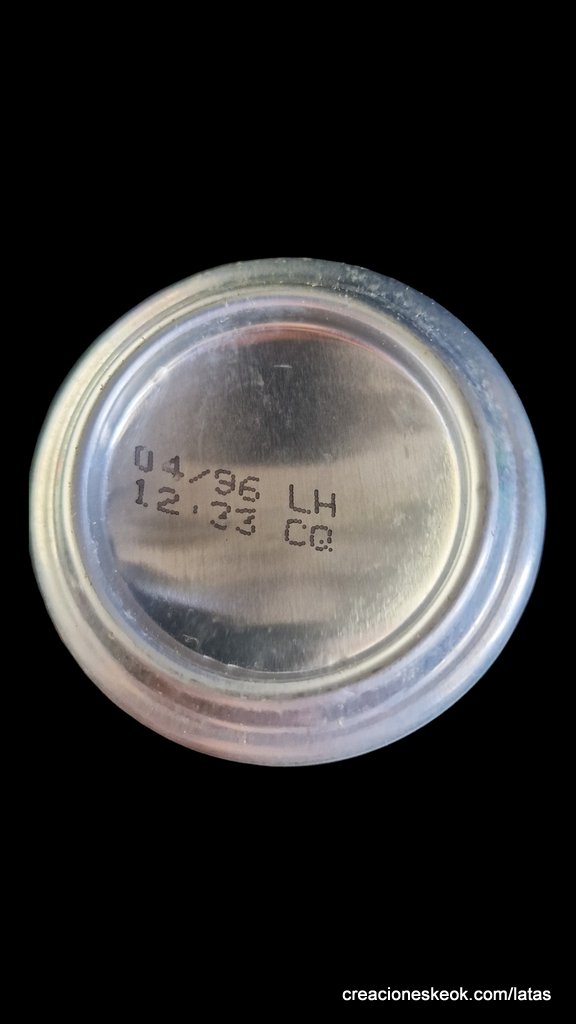 04/96 LH
12:33 CQ
creacioneskeok.com/latas